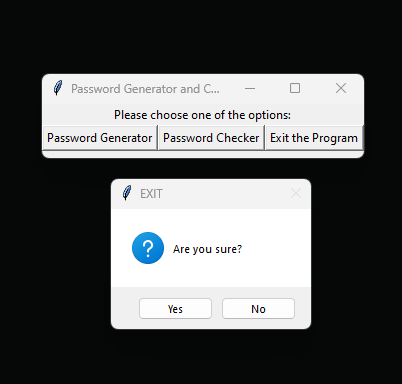 Password Generator and C...
Please choose one of the options:
Password Generator Password Checker Exit the Program
EXIT
Are you sure?
Yes No